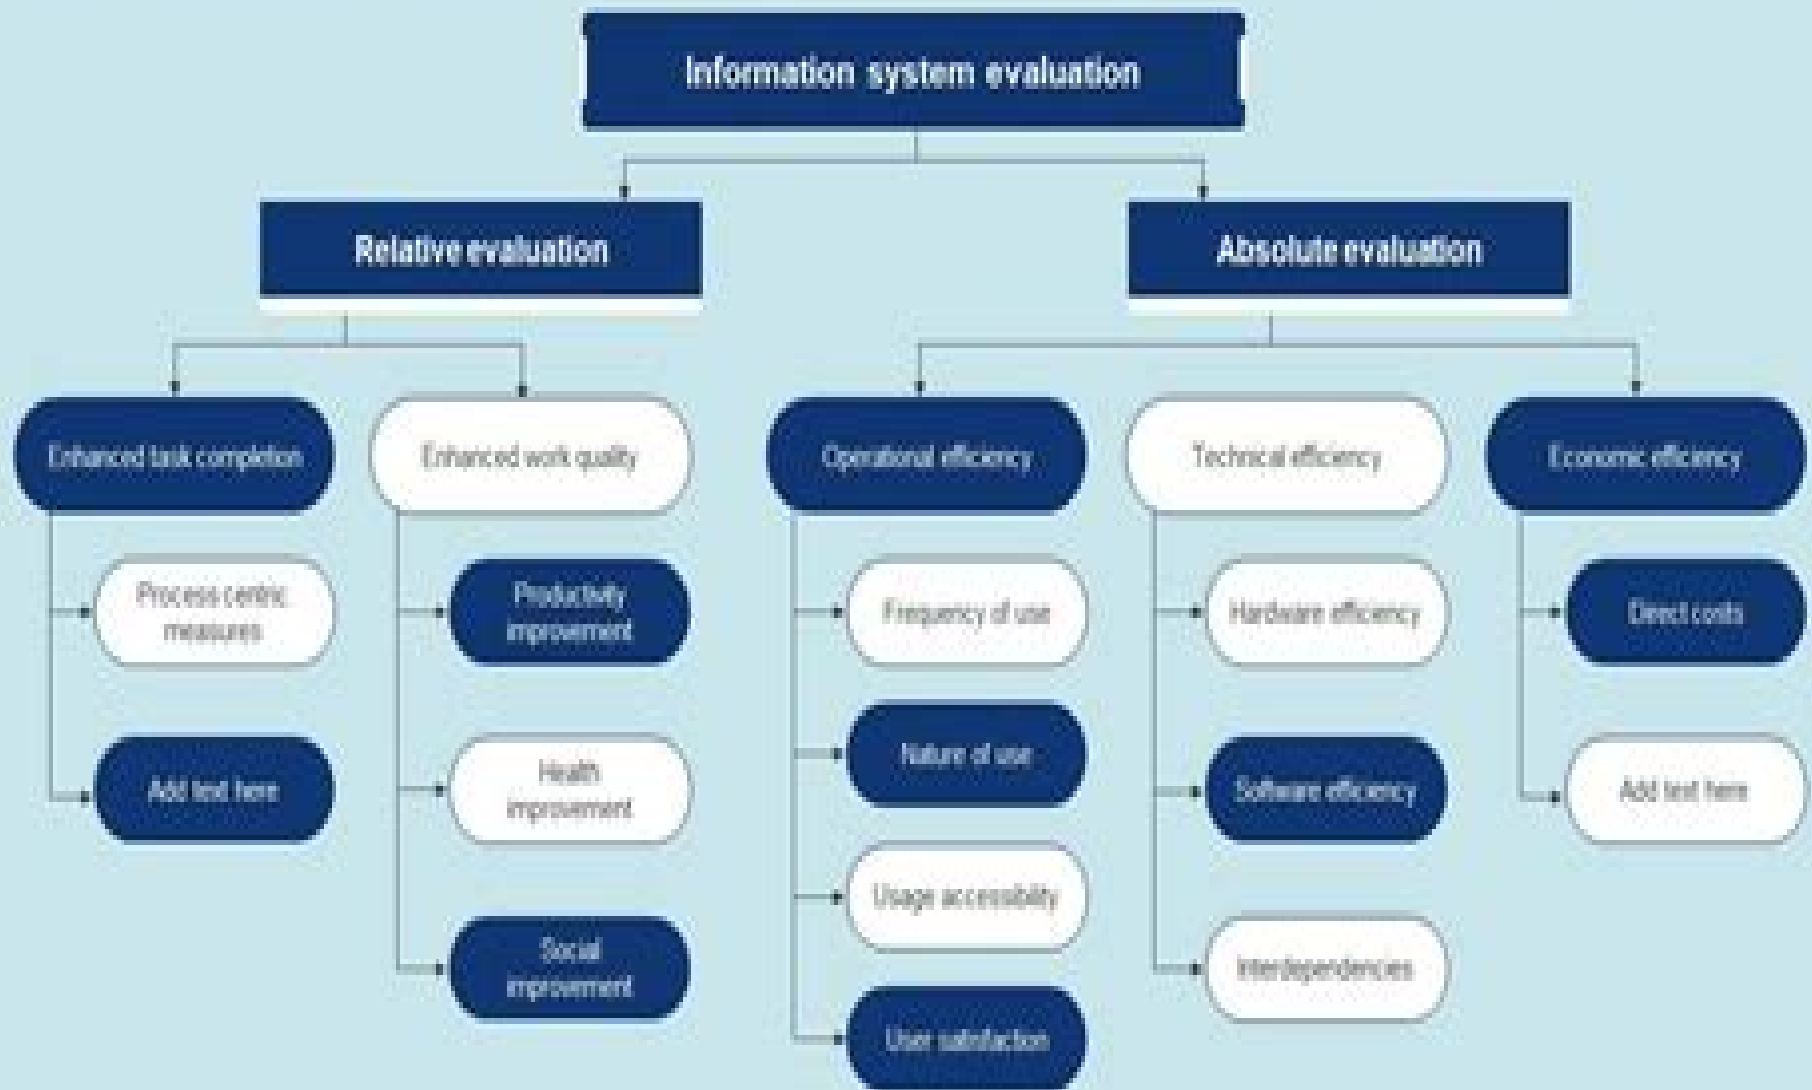 Information system evaluation
Relative evaluation
Absolute evaluation
Enhanced task completion
Enhanced work quality
Operational efficiency
Technical efficiency
Economic efficiency
Process centric
measures
Add text here
Productivity
improvement
Health
improvement
Social
improvement
Frequency of use
Nature of use
Usage accessibility
User satisfaction
Hardware efficiency
Software efficiency
Interdependencies
Direct costs
Add text here